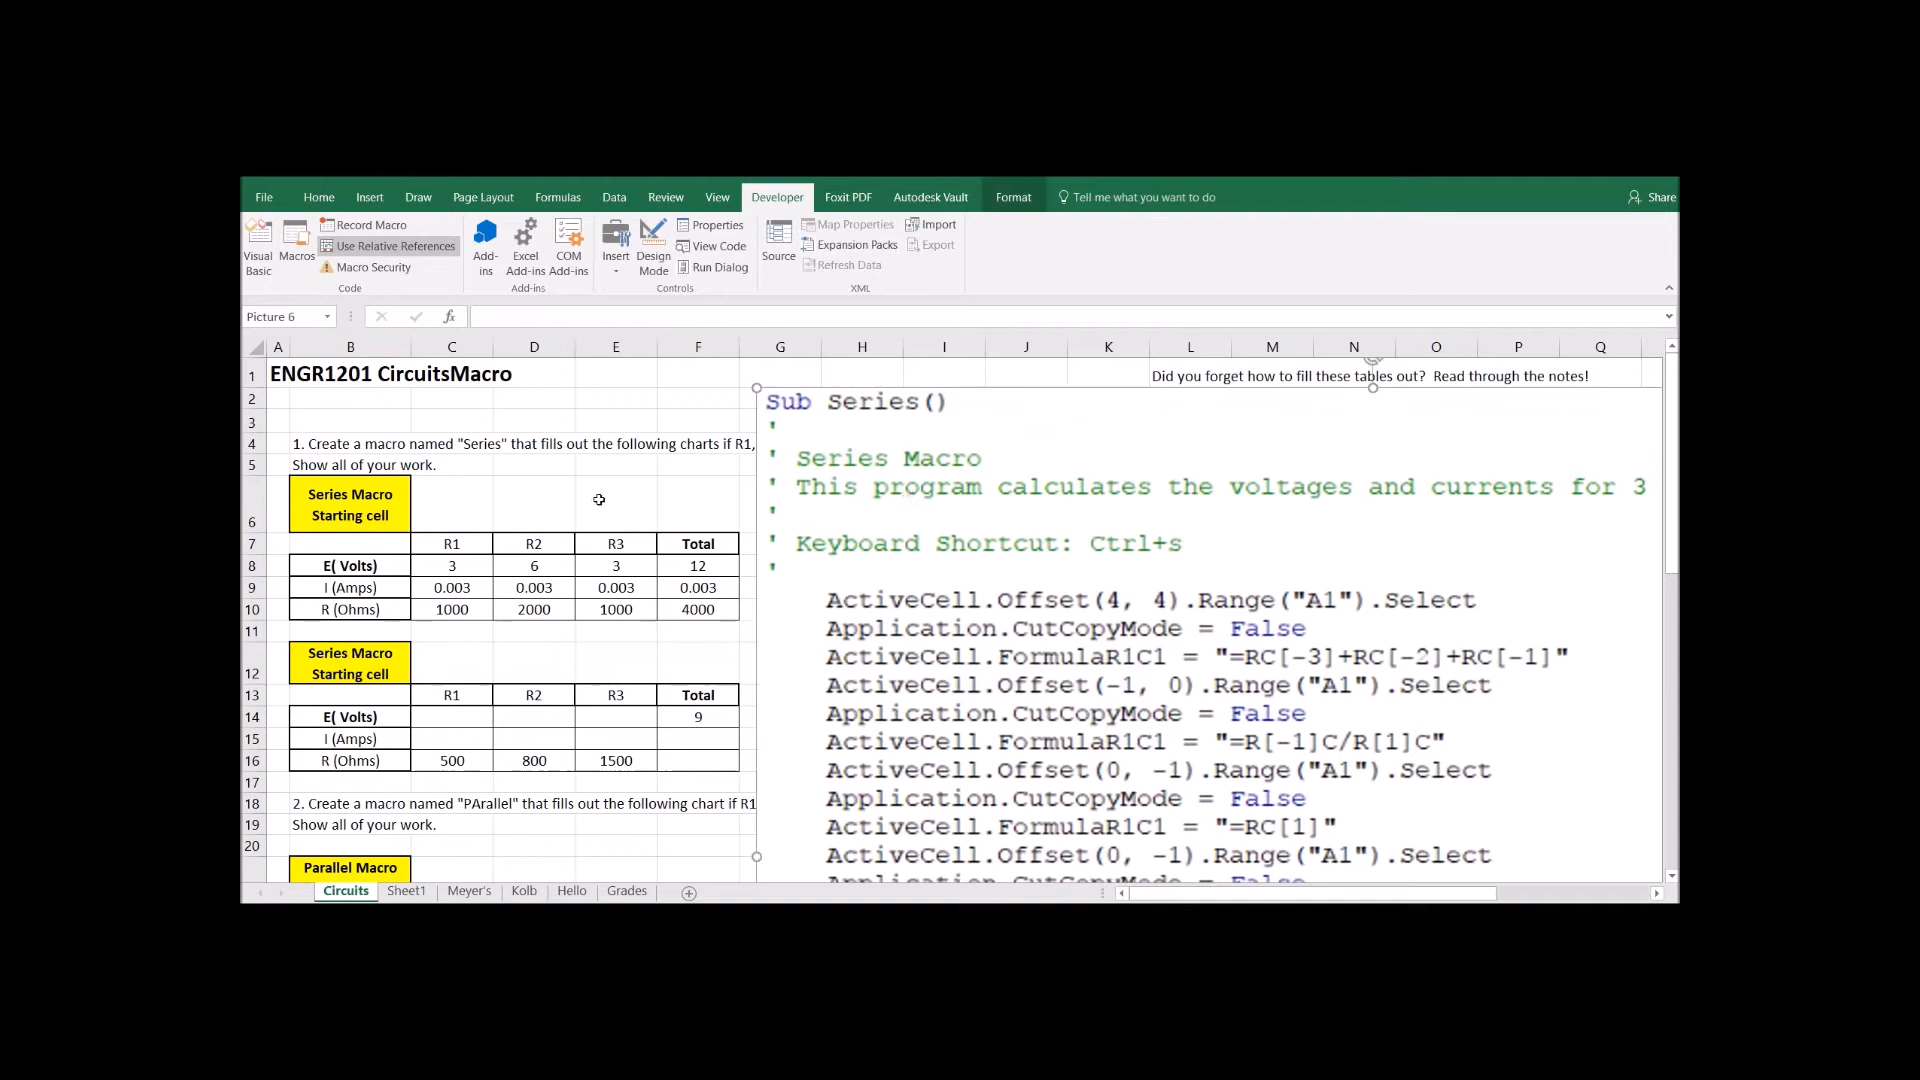 File Home Insert Draw Page Layout Formulas Data Review View Developer Foxit PDF Autodesk Vault Format Tell me what you want to do Share
Visual Basic
Macros
Record Macro
Use Relative References
Macro Security
Code
Add-ins
Excel Add-ins
COM Add-ins
Add-ins
Insert
Design Mode
Properties
View Code
Run Dialog
Controls
Source
Map Properties
Expansion Packs
Refresh Data
Import
Export
XML
Picture 6 fx
A B C D E F G H I J K L M N O P Q
1 ENGR1201 CircuitsMacro Did you forget how to fill these tables out? Read through the notes!
2
3
4 1. Create a macro named "Series" that fills out the following charts if R1,
5 Show all of your work.
6 Series Macro
Starting cell
7 R1 R2 R3 Total
8 E( Volts) 3 6 3 12
9 I (Amps) 0.003 0.003 0.003 0.003
10 R (Ohms) 1000 2000 1000 4000
11
12 Series Macro
Starting cell
13 R1 R2 R3 Total
14 E( Volts) 9
15 I (Amps)
16 R (Ohms) 500 800 1500
17
18 2. Create a macro named "PArallel" that fills out the following chart if R1
19 Show all of your work.
20
Parallel Macro
Sub Series()
'
' Series Macro
' This program calculates the voltages and currents for 3
'
' Keyboard Shortcut: Ctrl+s
'
ActiveCell.Offset(4, 4).Range("A1").Select
Application.CutCopyMode = False
ActiveCell.FormulaR1C1 = "=RC[-3]+RC[-2]+RC[-1]"
ActiveCell.Offset(-1, 0).Range("A1").Select
Application.CutCopyMode = False
ActiveCell.FormulaR1C1 = "=R[-1]C/R[1]C"
ActiveCell.Offset(0, -1).Range("A1").Select
Application.CutCopyMode = False
ActiveCell.FormulaR1C1 = "=RC[1]"
ActiveCell.Offset(0, -1).Range("A1").Select
Application.CutCopyMode = False
Circuits Sheet1 Meyer's Kolb Hello Grades